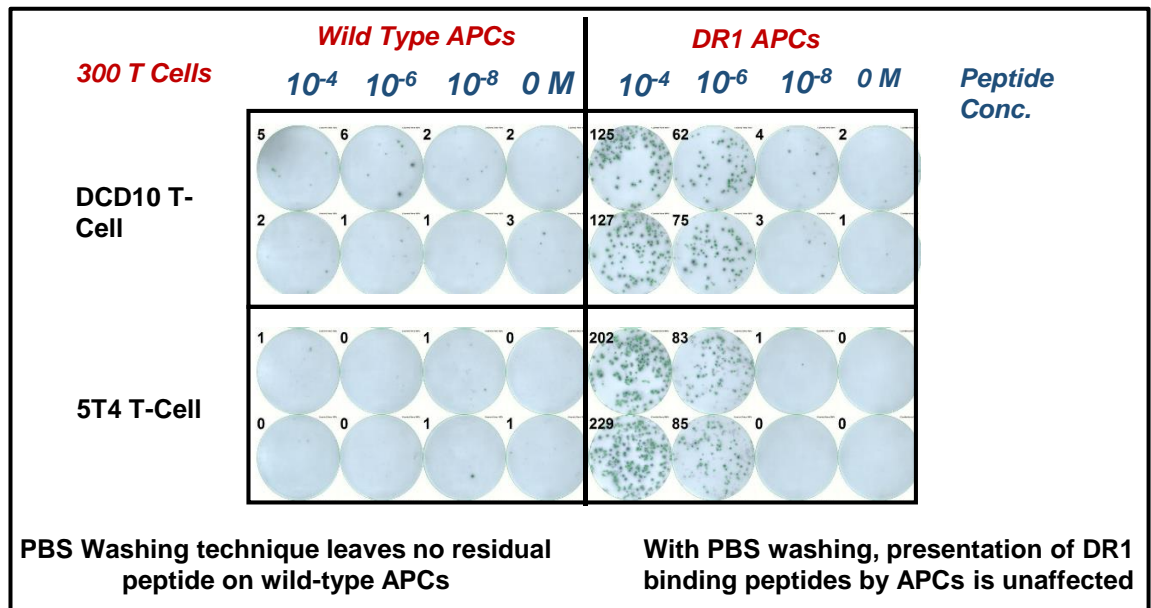 Wild Type APCs DR1 APCs
300 T Cells 10-4 10-6 10-8 0 M 10-4 10-6 10-8 0 M Peptide
Conc.
5 6 2 2 125 62 4 2
DCD10 T-
Cell
2 1 1 3 127 75 3 1
1 0 1 0 202 83 1 0
5T4 T-Cell
0 0 1 1 229 85 0 0
PBS Washing technique leaves no residual
peptide on wild-type APCs
With PBS washing, presentation of DR1
binding peptides by APCs is unaffected